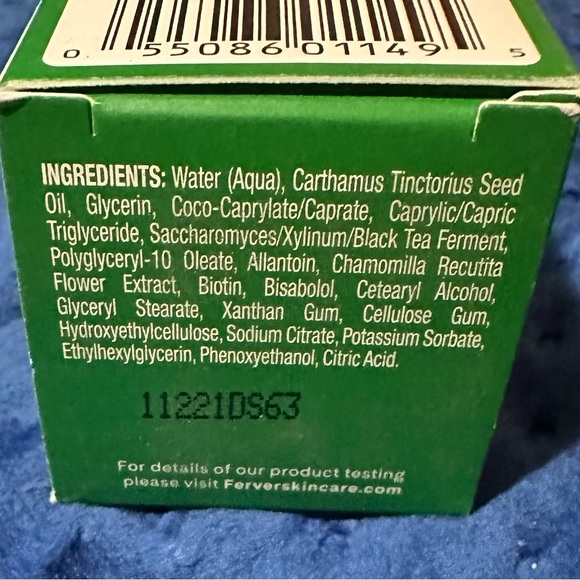 0 55086 01149 5
INGREDIENTS: Water (Aqua), Carthamus Tinctorius Seed
Oil, Glycerin, Coco-Caprylate/Caprate, Caprylic/Capric
Triglyceride, Saccharomyces/Xylinum/Black Tea Ferment,
Polyglyceryl-10 Oleate, Allantoin, Chamomilla Recutita
Flower Extract, Biotin, Bisabolol, Cetearyl Alcohol,
Glyceryl Stearate, Xanthan Gum, Cellulose Gum,
Hydroxyethylcellulose, Sodium Citrate, Potassium Sorbate,
Ethylhexylglycerin, Phenoxyethanol, Citric Acid.
11221DS63
For details of our product testing
please visit Ferverskincare.com